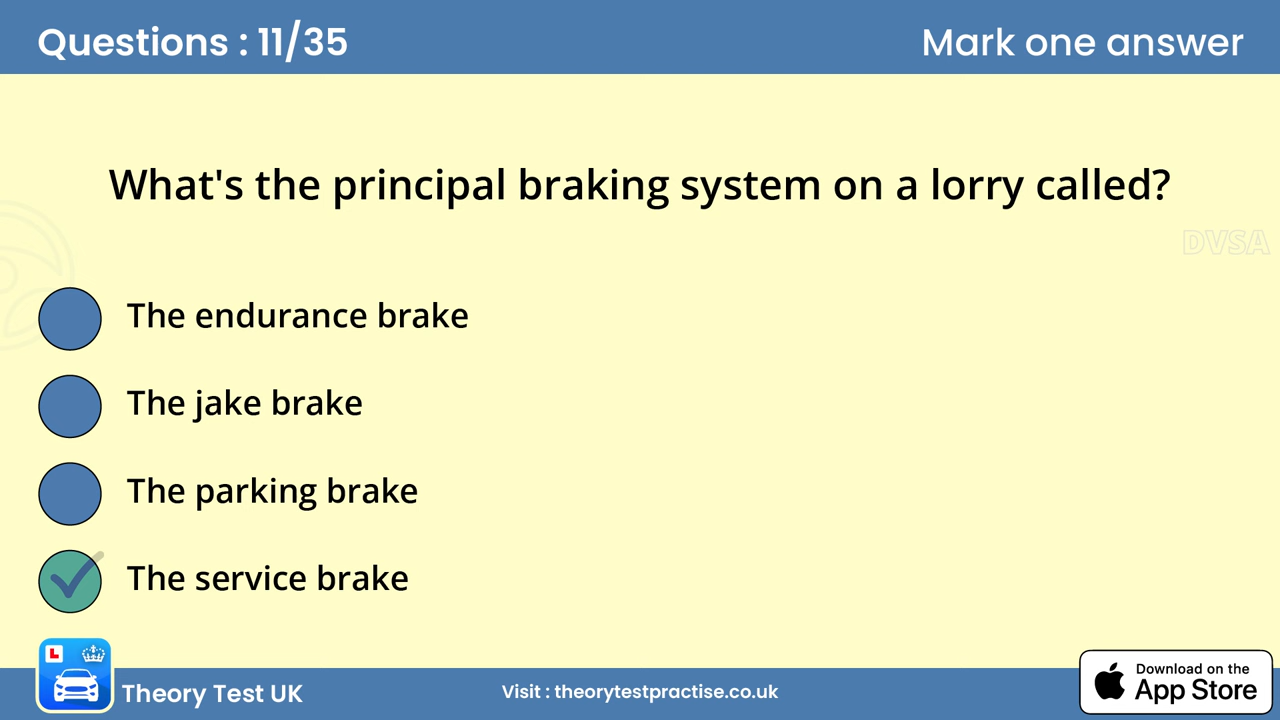 Questions : 11/35
Mark one answer
What's the principal braking system on a lorry called?
DVSA
The endurance brake
The jake brake
The parking brake
The service brake
L
Theory Test UK
Visit : theorytestpractise.co.uk
Download on the
App Store